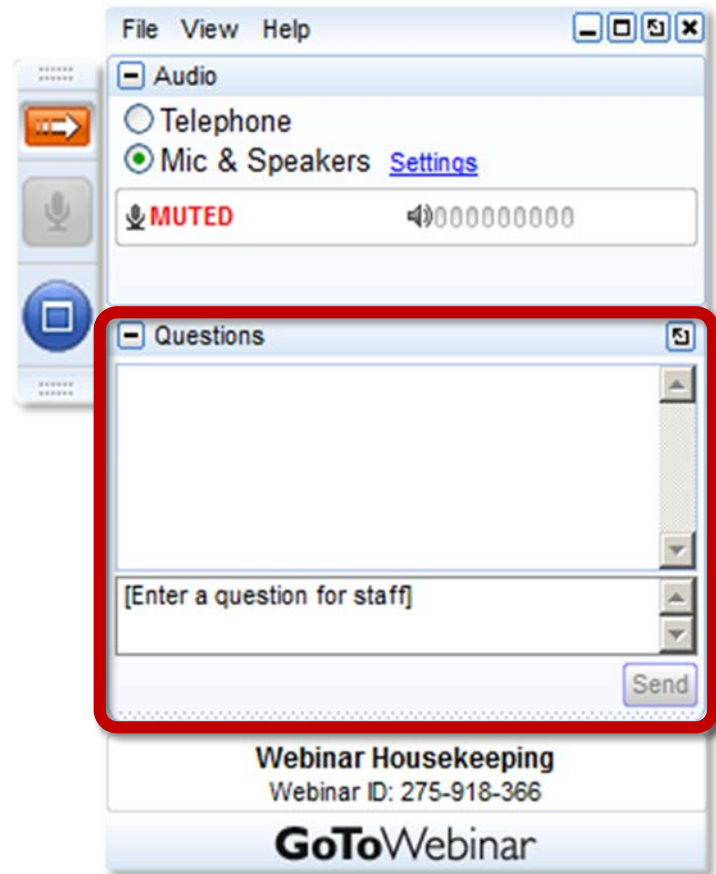 File View Help
Audio
Telephone
Mic & Speakers Settings
MUTED 000000000
Questions
[Enter a question for staff]
Send
Webinar Housekeeping
Webinar ID: 275-918-366
GoToWebinar